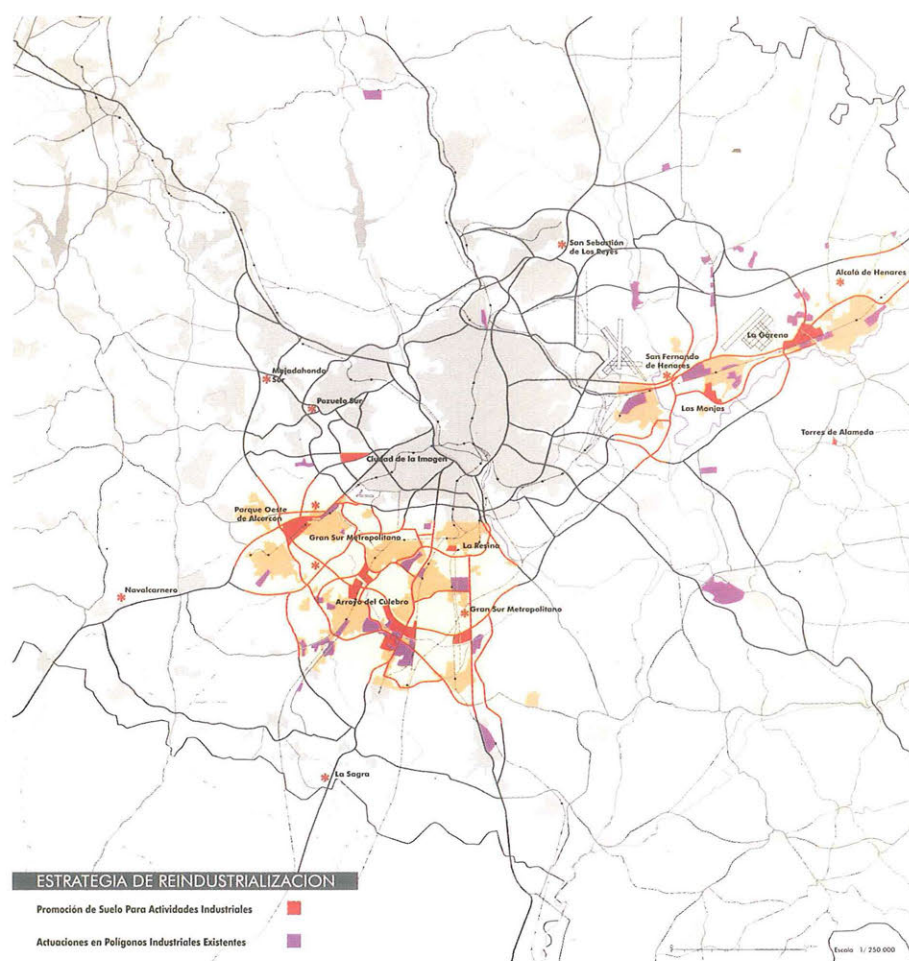 San Sebastián
de Los Reyes
Alcalá de Henares
La Garena
San Fernando
de Henares
Majadahonda
Sur
Pozuelo Sur
Las Monjas
Torres de Alameda
Ciudad de la Imagen
Parque Oeste
de Alcorcón
Gran Sur Metropolitano
La Resina
Navalcarnero
Arroyo del Culebro
Gran Sur Metropolitano
La Sagra
ESTRATEGIA DE REINDUSTRIALIZACION
Promoción de Suelo Para Actividades Industriales
Actuaciones en Polígonos Industriales Existentes
Escala 1/ 250.000